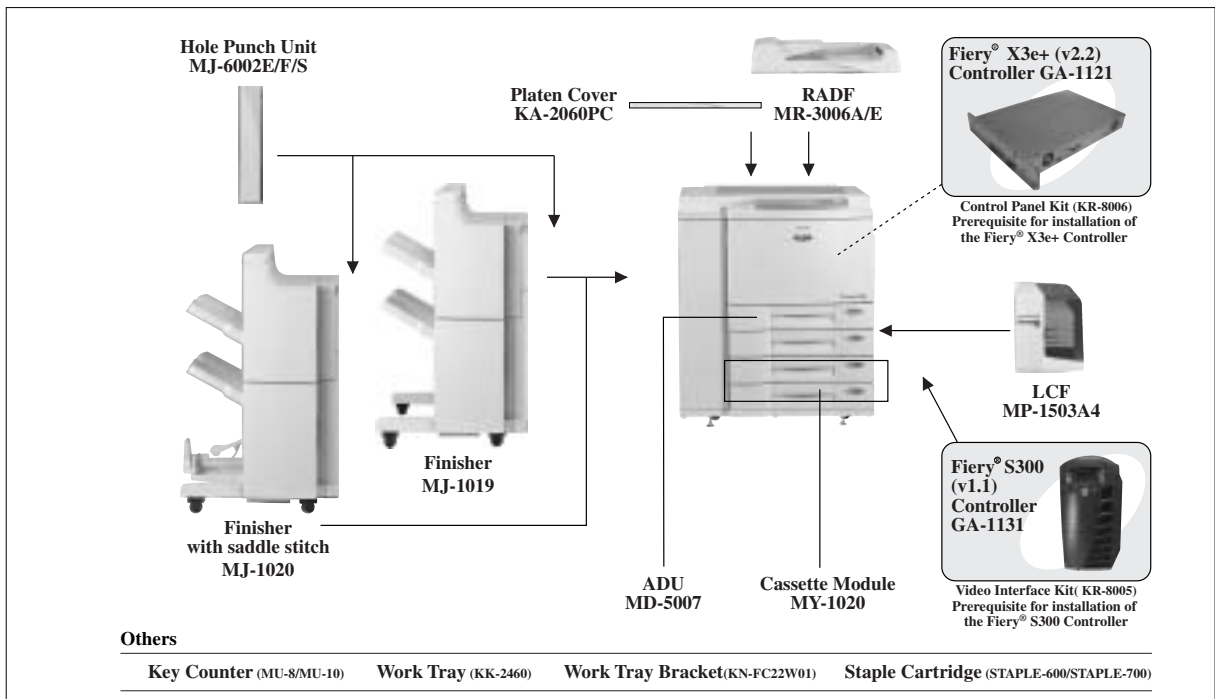 Hole Punch Unit
MJ-6002E/F/S
Platen Cover
KA-2060PC
RADF
MR-3006A/E
Fiery® X3e+ (v2.2)
Controller GA-1121
Control Panel Kit (KR-8006)
Prerequisite for installation of
the Fiery® X3e+ Controller
LCF
MP-1503A4
Finisher
MJ-1019
Finisher
with saddle stitch
MJ-1020
Fiery® S300
(v1.1)
Controller
GA-1131
ADU
MD-5007
Cassette Module
MY-1020
Video Interface Kit( KR-8005)
Prerequisite for installation of
the Fiery® S300 Controller
Others
Key Counter (MU-8/MU-10) Work Tray (KK-2460) Work Tray Bracket(KN-FC22W01) Staple Cartridge (STAPLE-600/STAPLE-700)